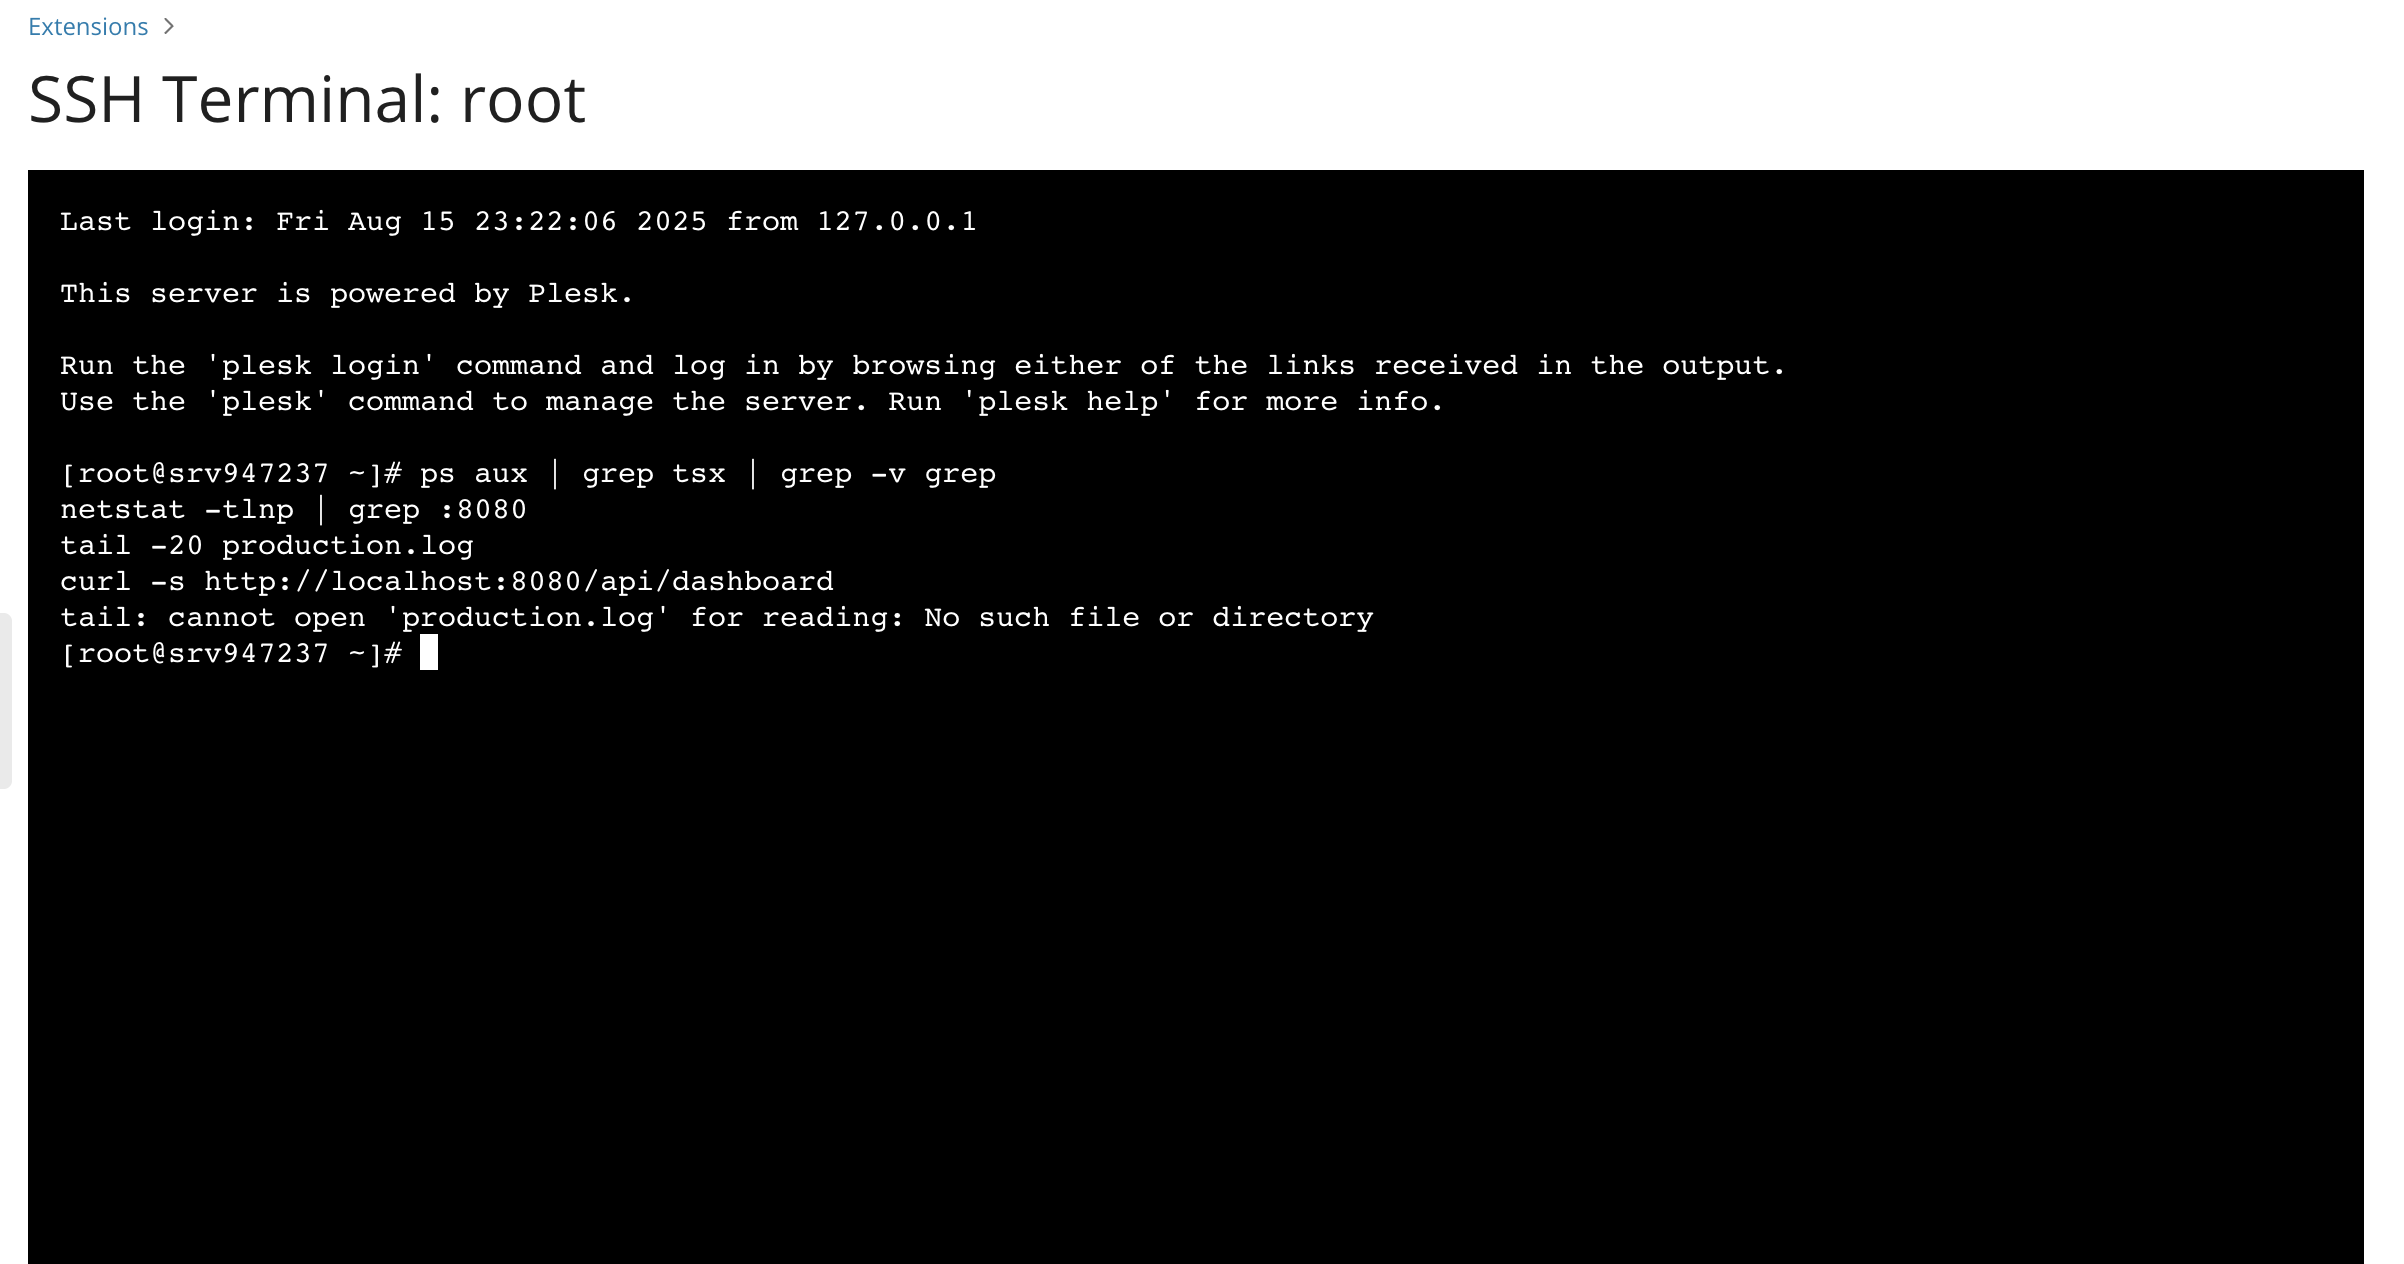 Extensions >
SSH Terminal: root
Last login: Fri Aug 15 23:22:06 2025 from 127.0.0.1
This server is powered by Plesk.
Run the 'plesk login' command and log in by browsing either of the links received in the output.
Use the 'plesk' command to manage the server. Run 'plesk help' for more info.
[root@srv947237 ~]# ps aux | grep tsx | grep -v grep
netstat -tlnp | grep :8080
tail -20 production.log
curl -s http://localhost:8080/api/dashboard
tail: cannot open 'production.log' for reading: No such file or directory
[root@srv947237 ~]#